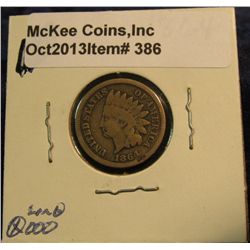 McKee Coins,Inc
Oct2013Item# 386
UNITED STATES OF AMERICA
1864